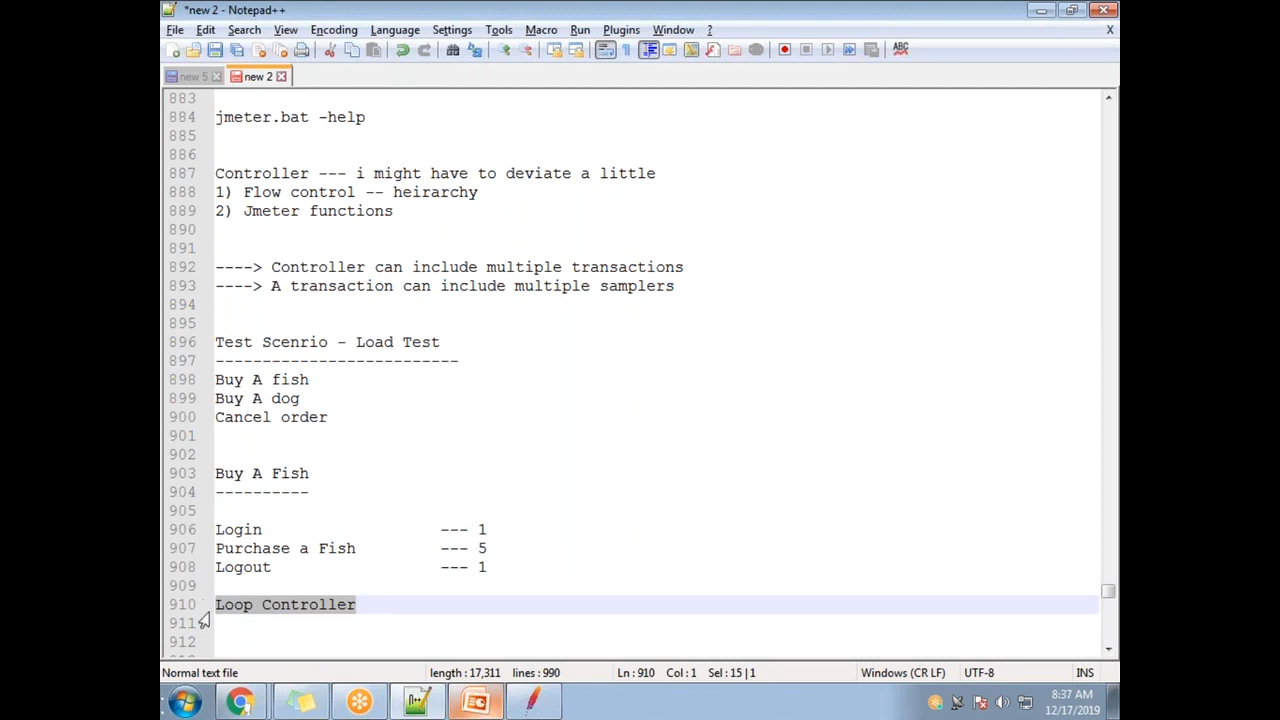 *new 2 - Notepad++
File Edit Search View Encoding Language Settings Tools Macro Run Plugins Window ? X
new 5 new 2
883
884 jmeter.bat -help
885
886
887 Controller --- i might have to deviate a little
888 1) Flow control -- heirarchy
889 2) Jmeter functions
890
891
892 ----> Controller can include multiple transactions
893 ----> A transaction can include multiple samplers
894
895
896 Test Scenrio - Load Test
897 --------------------------
898 Buy A fish
899 Buy A dog
900 Cancel order
901
902
903 Buy A Fish
904 ----------
905
906 Login --- 1
907 Purchase a Fish --- 5
908 Logout --- 1
909
910 Loop Controller
911
912
Normal text file length : 17,311 lines : 990 Ln : 910 Col : 1 Sel : 15 | 1 Windows (CR LF) UTF-8 INS
8:37 AM
12/17/2019